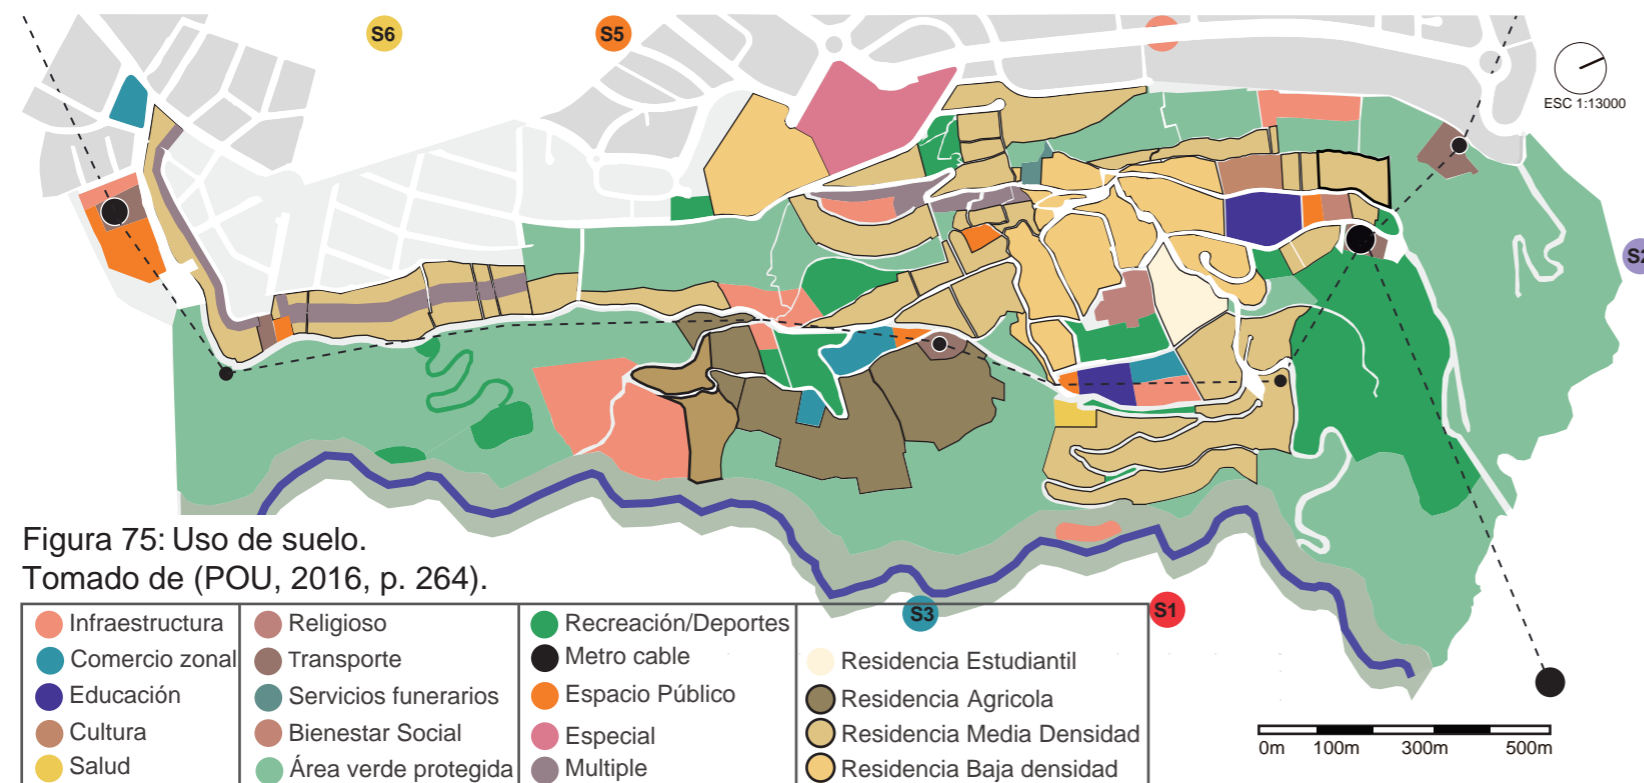 S6
S5
ESC 1:13000
S2
Figura 75: Uso de suelo.
Tomado de (POU, 2016, p. 264).
S3
S1
Infraestructura
Comercio zonal
Educación
Cultura
Salud
Religioso
Transporte
Servicios funerarios
Bienestar Social
Área verde protegida
Recreación/Deportes
Metro cable
Espacio Público
Especial
Multiple
Residencia Estudiantil
Residencia Agricola
Residencia Media Densidad
Residencia Baja densidad
0m 100m 300m 500m